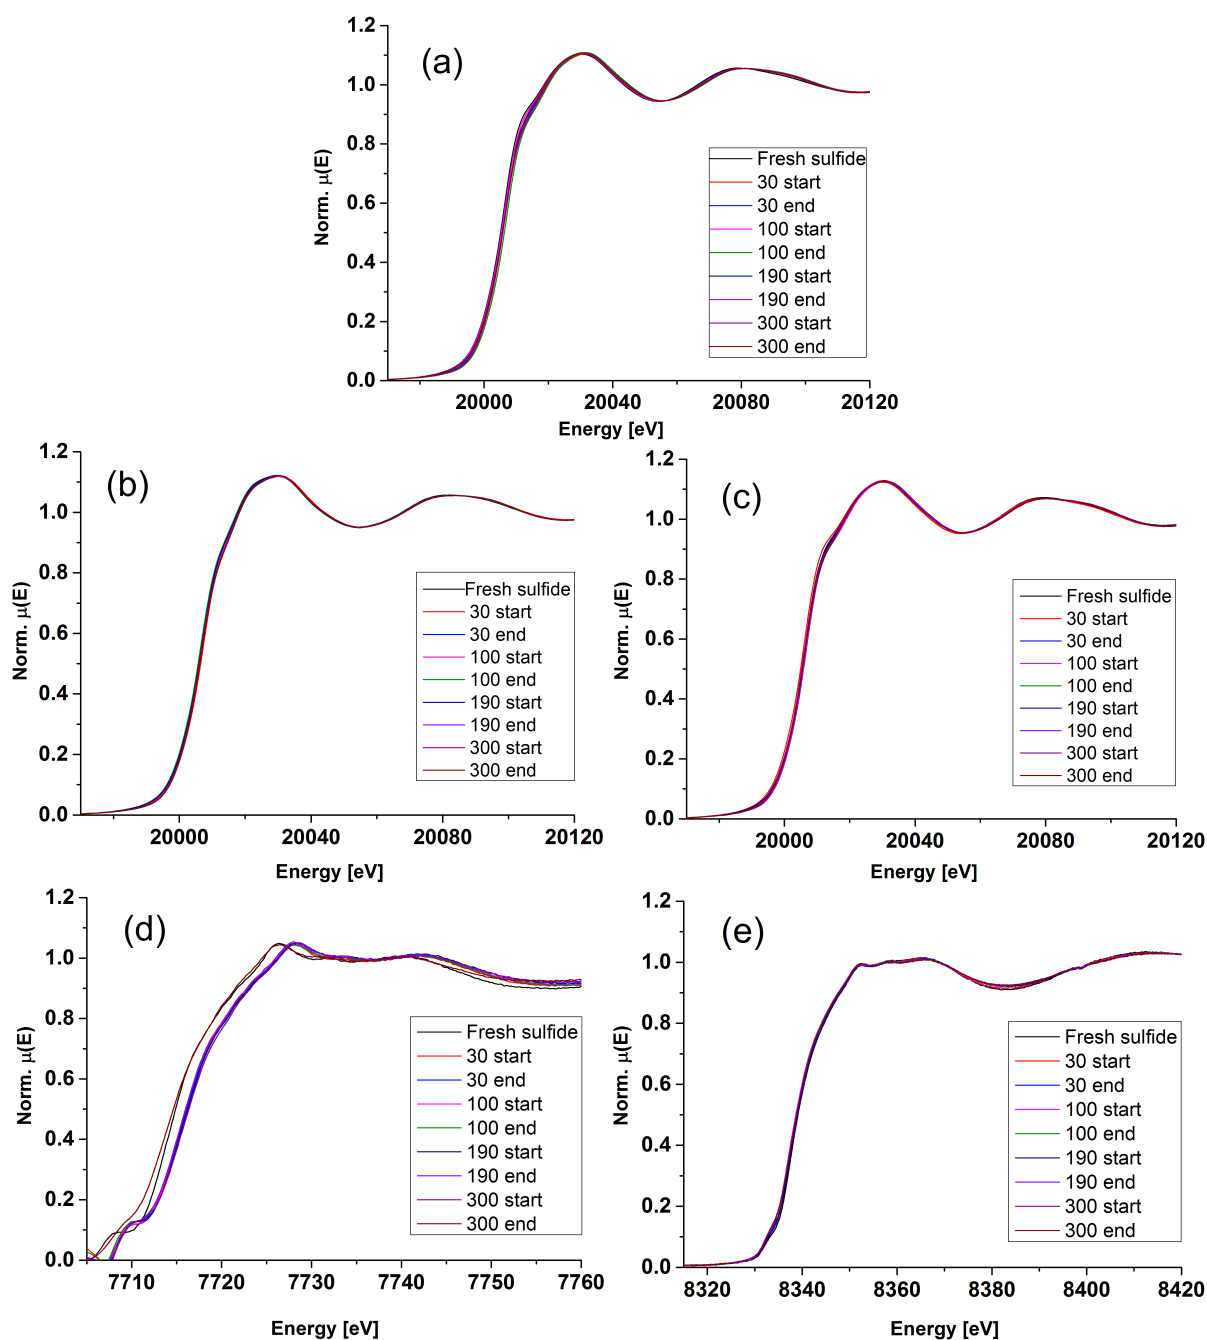 (a)
1.2
1.0
0.8
0.6
0.4
0.2
0.0
Norm. μ(E)
20000
20040
20080
20120
Energy [eV]
Fresh sulfide
30 start
30 end
100 start
100 end
190 start
190 end
300 start
300 end
(b)
1.2
1.0
0.8
0.6
0.4
0.2
0.0
Norm. μ(E)
20000
20040
20080
20120
Energy [eV]
Fresh sulfide
30 start
30 end
100 start
100 end
190 start
190 end
300 start
300 end
(c)
1.2
1.0
0.8
0.6
0.4
0.2
0.0
Norm. μ(E)
20000
20040
20080
20120
Energy [eV]
Fresh sulfide
30 start
30 end
100 start
100 end
190 start
190 end
300 start
300 end
(d)
1.2
1.0
0.8
0.6
0.4
0.2
0.0
Norm. μ(E)
7710
7720
7730
7740
7750
7760
Energy [eV]
Fresh sulfide
30 start
30 end
100 start
100 end
190 start
190 end
300 start
300 end
(e)
1.2
1.0
0.8
0.6
0.4
0.2
0.0
Norm. μ(E)
8320
8340
8360
8380
8400
8420
Energy [eV]
Fresh sulfide
30 start
30 end
100 start
100 end
190 start
190 end
300 start
300 end